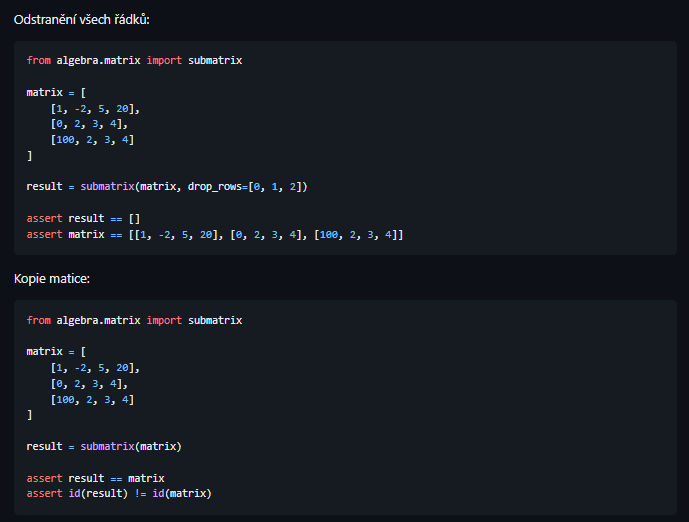 Odstranění všech řádků:
from algebra.matrix import submatrix
matrix = [
    [1, -2, 5, 20],
    [0, 2, 3, 4],
    [100, 2, 3, 4]
]
result = submatrix(matrix, drop_rows=[0, 1, 2])
assert result == []
assert matrix == [[1, -2, 5, 20], [0, 2, 3, 4], [100, 2, 3, 4]]
Kopie matice:
from algebra.matrix import submatrix
matrix = [
    [1, -2, 5, 20],
    [0, 2, 3, 4],
    [100, 2, 3, 4]
]
result = submatrix(matrix)
assert result == matrix
assert id(result) != id(matrix)